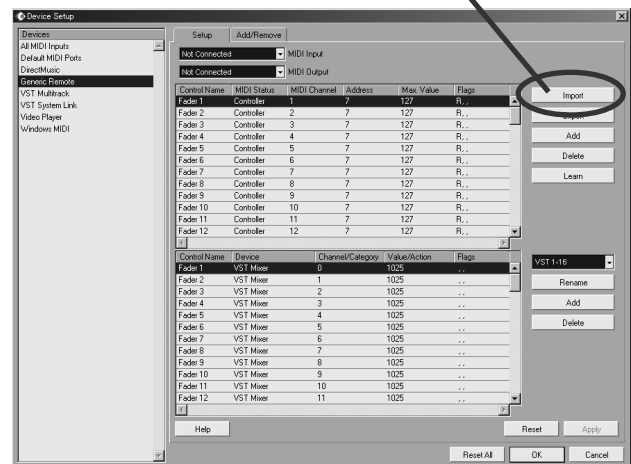 Device Setup
Devices
All MIDI Inputs
Default MIDI Ports
DirectMusic
Generic Remote
VST Multitrack
VST System Link
Video Player
Windows MIDI
Setup Add/Remove
Not Connected MIDI Input
Not Connected MIDI Output
Control Name MIDI Status MIDI Channel Address Max. Value Flags
Fader 1 Controller 1 7 127 R, ,
Fader 2 Controller 2 7 127 R, ,
Fader 3 Controller 3 7 127 R, ,
Fader 4 Controller 4 7 127 R, ,
Fader 5 Controller 5 7 127 R, ,
Fader 6 Controller 6 7 127 R, ,
Fader 7 Controller 7 7 127 R, ,
Fader 8 Controller 8 7 127 R, ,
Fader 9 Controller 9 7 127 R, ,
Fader 10 Controller 10 7 127 R, ,
Fader 11 Controller 11 7 127 R, ,
Fader 12 Controller 12 7 127 R, ,
Import
Export
Add
Delete
Learn
Control Name Device Channel/Category Value/Action Flags
Fader 1 VST Mixer 0 1025 , ,
Fader 2 VST Mixer 1 1025 , ,
Fader 3 VST Mixer 2 1025 , ,
Fader 4 VST Mixer 3 1025 , ,
Fader 5 VST Mixer 4 1025 , ,
Fader 6 VST Mixer 5 1025 , ,
Fader 7 VST Mixer 6 1025 , ,
Fader 8 VST Mixer 7 1025 , ,
Fader 9 VST Mixer 8 1025 , ,
Fader 10 VST Mixer 9 1025 , ,
Fader 11 VST Mixer 10 1025 , ,
Fader 12 VST Mixer 11 1025 , ,
VST 1-16
Rename
Add
Delete
Help Reset Apply
Reset All OK Cancel